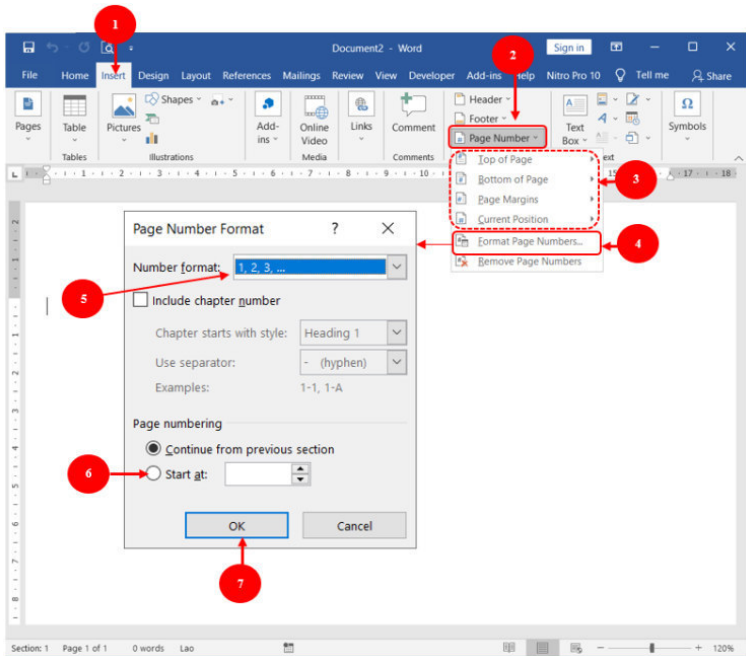 1
Document2 - Word
2
Sign in
File Home Insert Design Layout References Mailings Review View Developer Add-ins Help Nitro Pro 10 Tell me Share
Pages
Table
Tables
Pictures
Shapes
Illustrations
Add-ins
Online Video
Media
Links
Comment
Comments
Header
Footer
Page Number
Text Box
Symbols
Top of Page
Bottom of Page
Page Margins
Current Position
3
Format Page Numbers...
4
Remove Page Numbers
Page Number Format ? ×
Number format: 1, 2, 3, ...
5
Include chapter number
Chapter starts with style: Heading 1
Use separator: - (hyphen)
Examples: 1-1, 1-A
Page numbering
Continue from previous section
6
Start at:
OK Cancel
7
Section: 1 Page 1 of 1 0 words Lao 120%